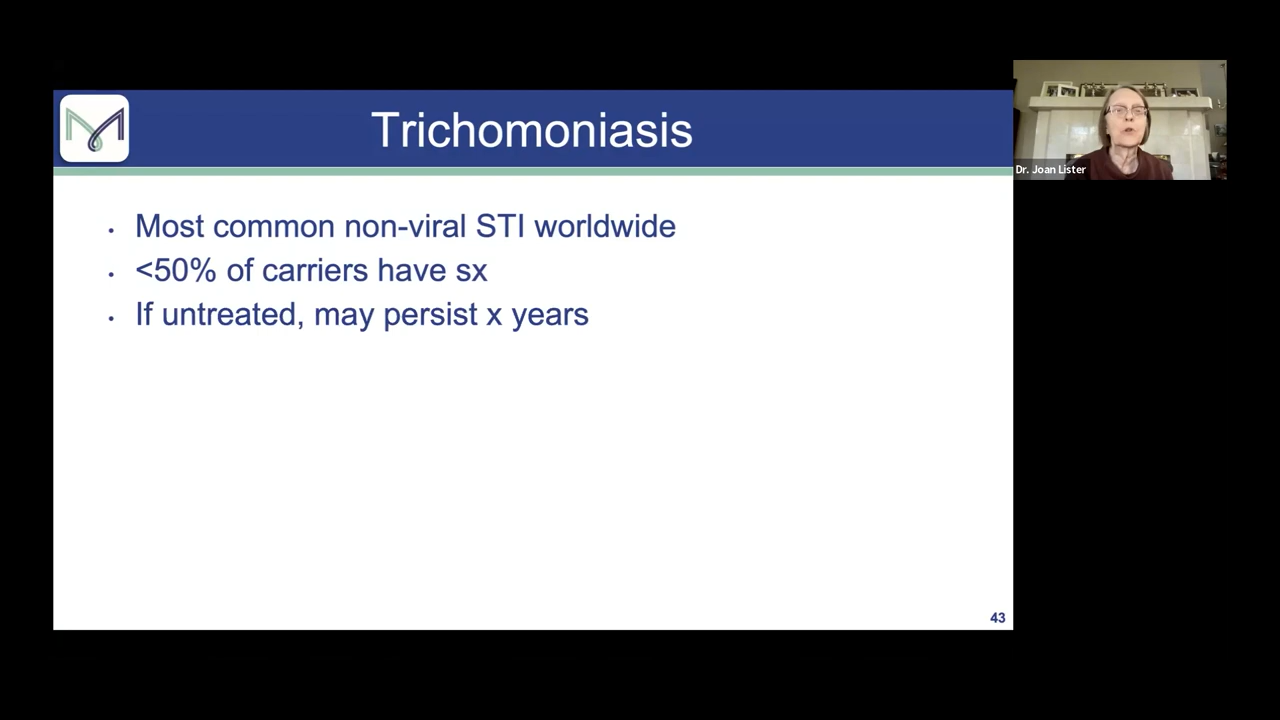 Trichomoniasis
Dr. Joan Lister
• Most common non-viral STI worldwide
• <50% of carriers have sx
• If untreated, may persist x years
43